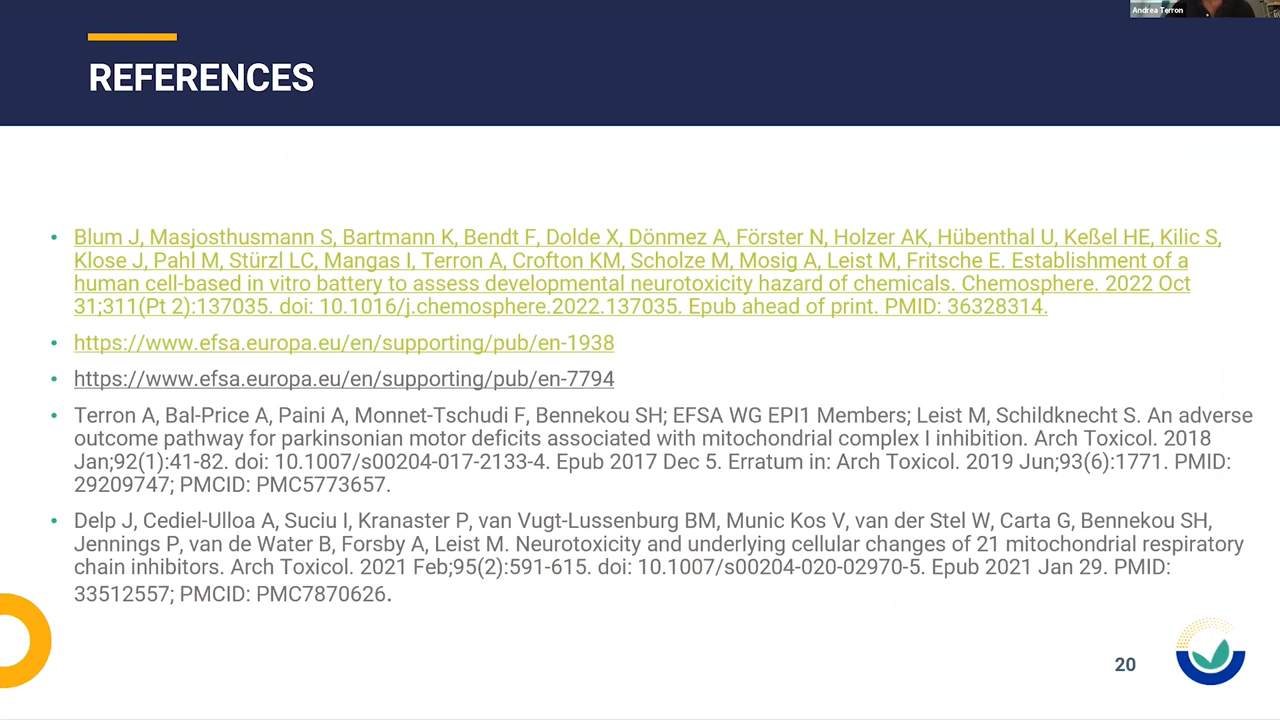 Andrea Terron
REFERENCES
• Blum J, Masjosthusmann S, Bartmann K, Bendt F, Dolde X, Dönmez A, Förster N, Holzer AK, Hübenthal U, Keßel HE, Kilic S,
Klose J, Pahl M, Stürzl LC, Mangas I, Terron A, Crofton KM, Scholze M, Mosig A, Leist M, Fritsche E. Establishment of a
human cell-based in vitro battery to assess developmental neurotoxicity hazard of chemicals. Chemosphere. 2022 Oct
31;311(Pt 2):137035. doi: 10.1016/j.chemosphere.2022.137035. Epub ahead of print. PMID: 36328314.
• https://www.efsa.europa.eu/en/supporting/pub/en-1938
• https://www.efsa.europa.eu/en/supporting/pub/en-7794
• Terron A, Bal-Price A, Paini A, Monnet-Tschudi F, Bennekou SH; EFSA WG EPI1 Members; Leist M, Schildknecht S. An adverse
outcome pathway for parkinsonian motor deficits associated with mitochondrial complex I inhibition. Arch Toxicol. 2018
Jan;92(1):41-82. doi: 10.1007/s00204-017-2133-4. Epub 2017 Dec 5. Erratum in: Arch Toxicol. 2019 Jun;93(6):1771. PMID:
29209747; PMCID: PMC5773657.
• Delp J, Cediel-Ulloa A, Suciu I, Kranaster P, van Vugt-Lussenburg BM, Munic Kos V, van der Stel W, Carta G, Bennekou SH,
Jennings P, van de Water B, Forsby A, Leist M. Neurotoxicity and underlying cellular changes of 21 mitochondrial respiratory
chain inhibitors. Arch Toxicol. 2021 Feb;95(2):591-615. doi: 10.1007/s00204-020-02970-5. Epub 2021 Jan 29. PMID:
33512557; PMCID: PMC7870626.
20